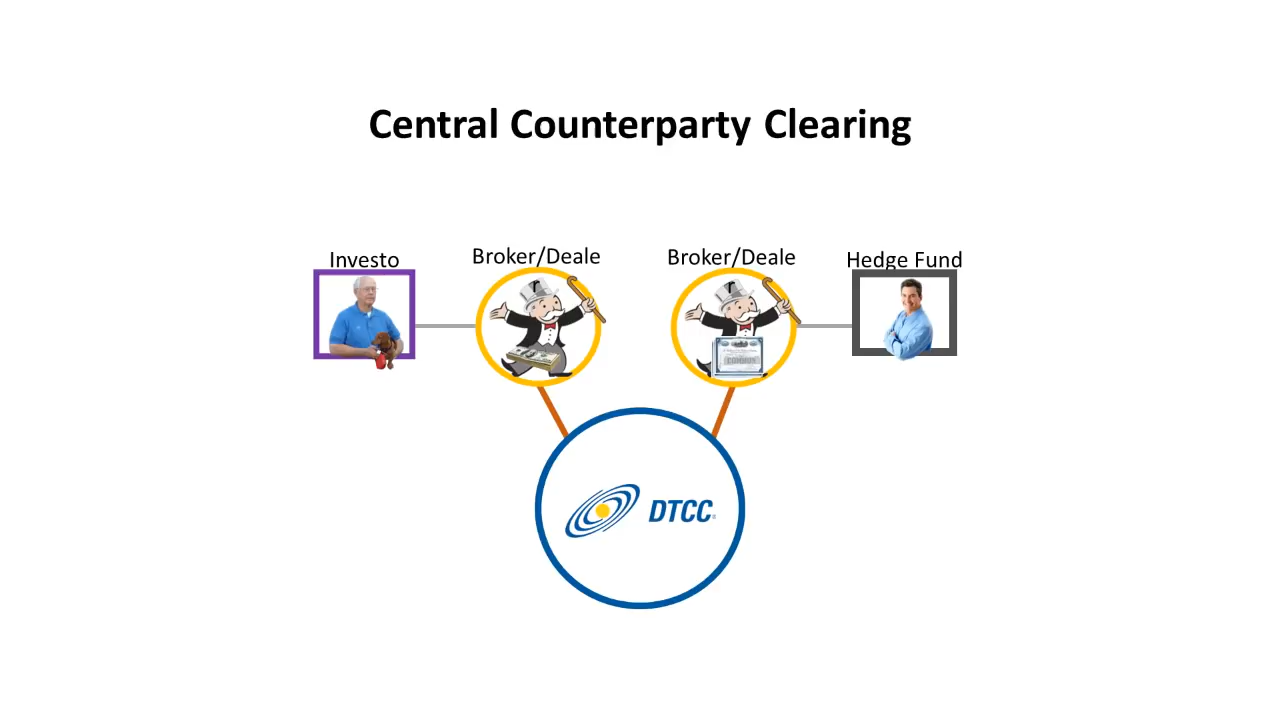 Central Counterparty Clearing
Investo
Broker/Deale
Broker/Deale
Hedge Fund
DTCC